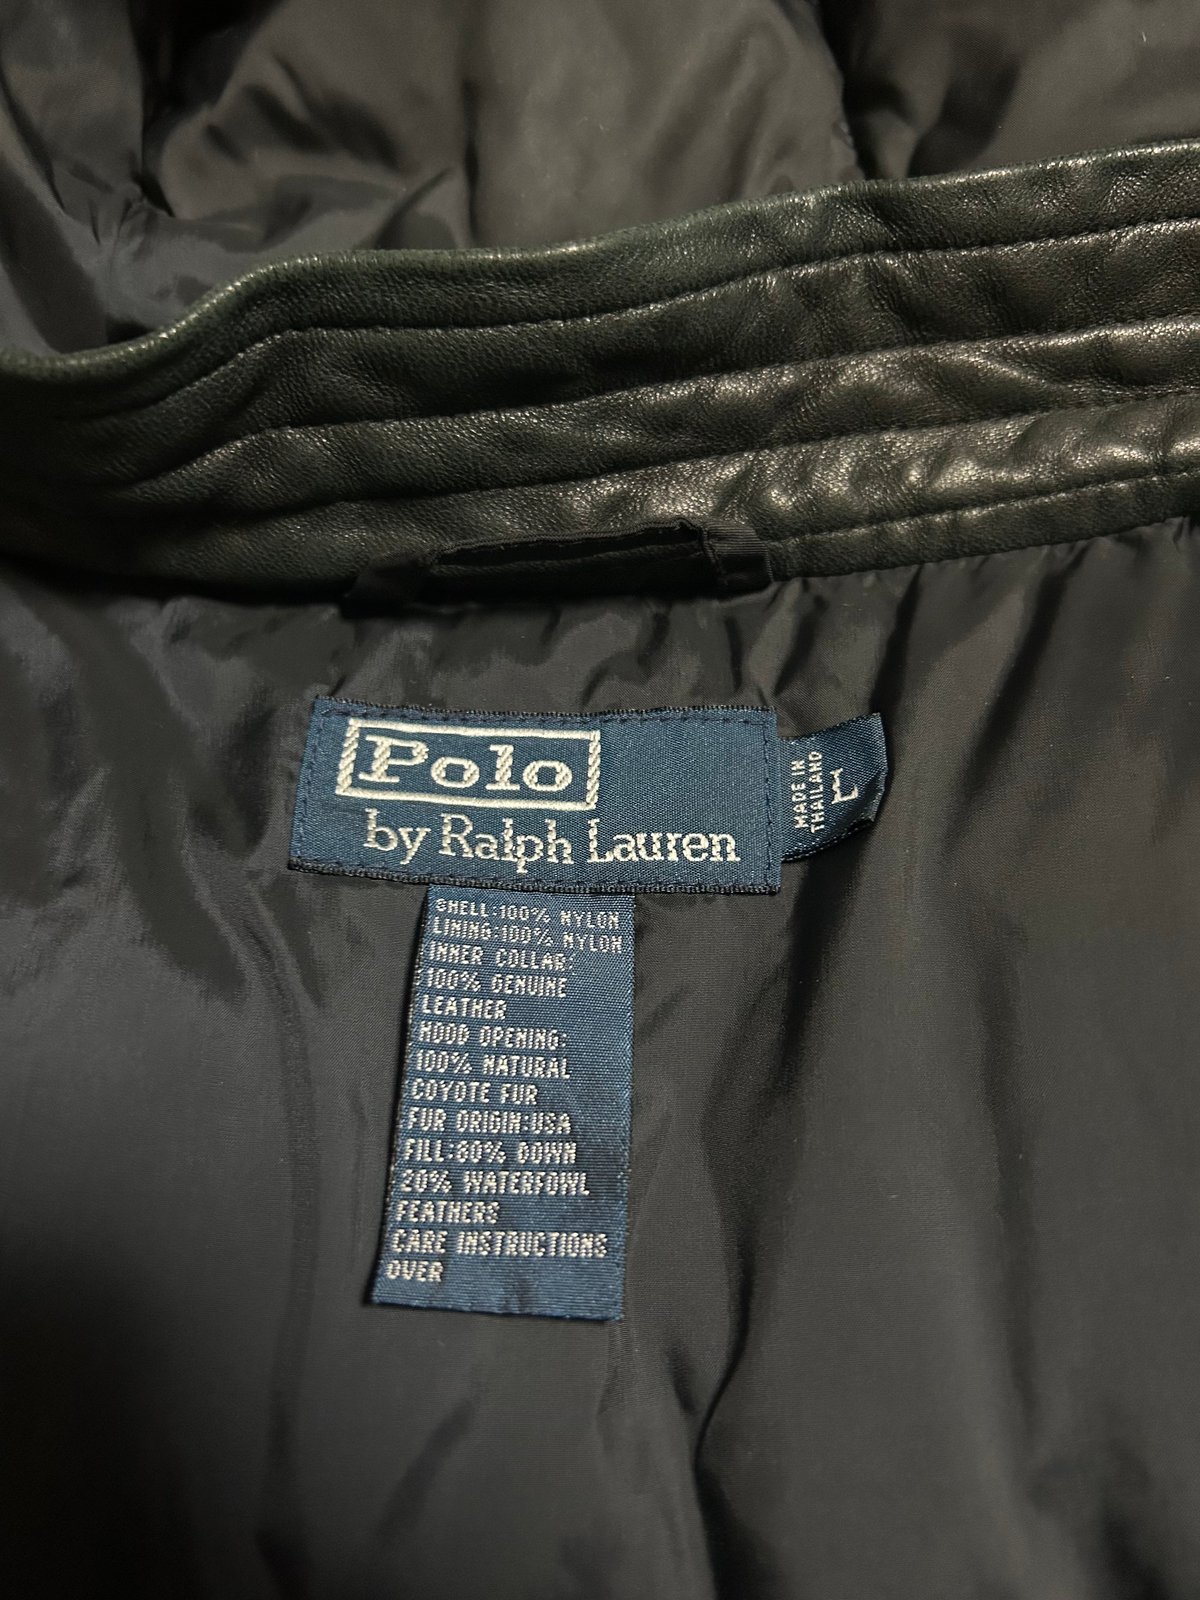 Polo
by Ralph Lauren
MADE IN
THAILAND
L
SHELL:100% NYLON
LINING:100% NYLON
INNER COLLAR:
100% GENUINE
LEATHER
HOOD OPENING:
100% NATURAL
COYOTE FUR
FUR ORIGIN:USA
FILL:80% DOWN
20% WATERFOWL
FEATHERS
CARE INSTRUCTIONS
OVER